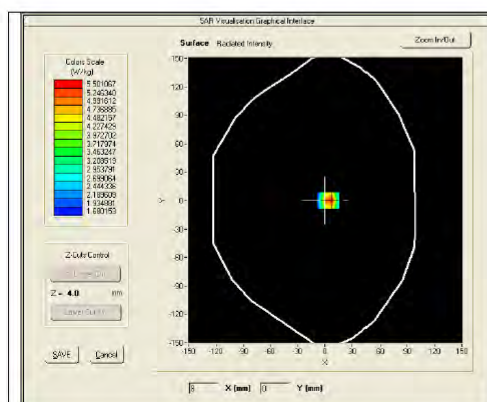 SAR Visualisation Graphical Interface
Surface Radiated Intensity
Zoom In/Out
Colors Scale
(W/kg)
5.501067
5.246340
4.991612
4.736885
4.482157
4.227429
3.972702
3.717974
3.463247
3.208519
2.953791
2.699064
2.444336
2.189609
1.934881
1.680153
Z-Cuts Control
Z = 4.0 mm
SAVE
Cancel
Y
150
120
90
60
30
0
-30
-60
-90
-120
-150
-150 -120 -90 -60 -30 0 30 60 90 120 150
X
8 X (mm) 0 Y (mm)